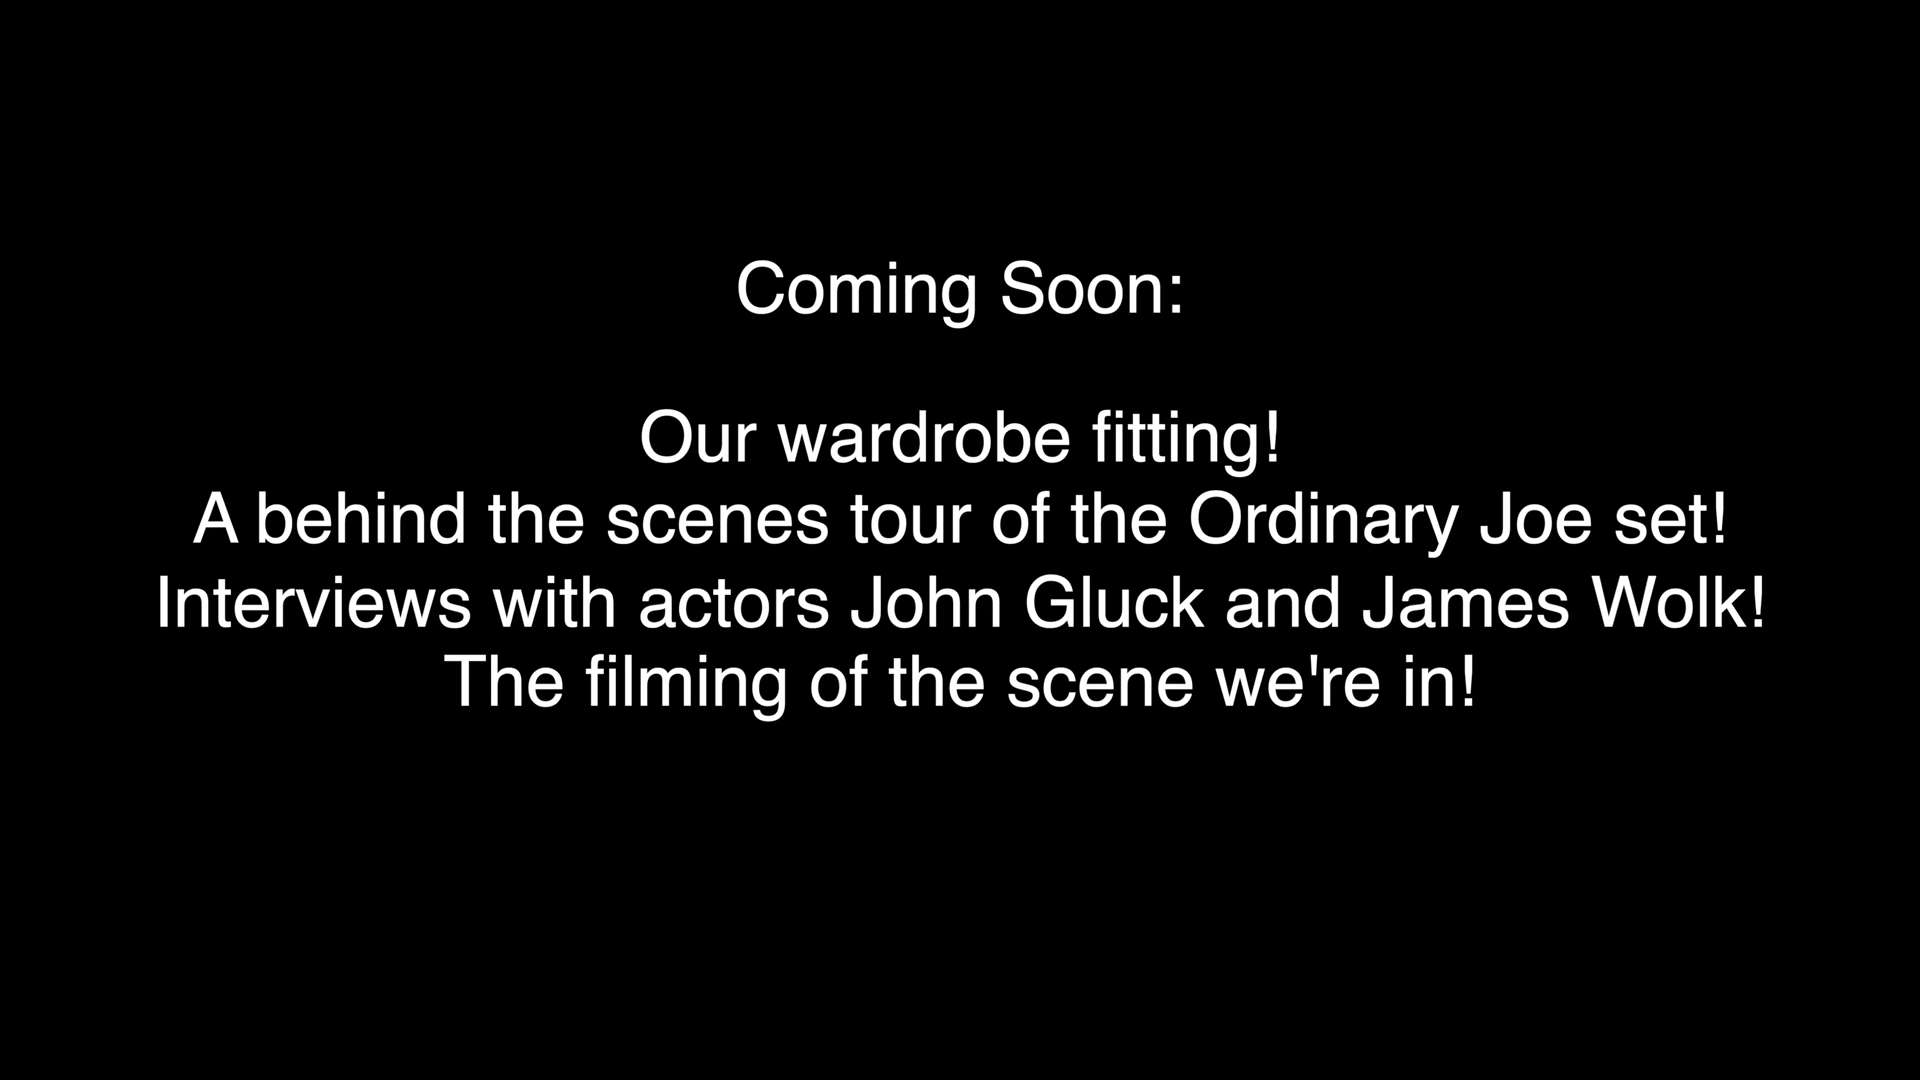 Coming Soon:
Our wardrobe fitting!
A behind the scenes tour of the Ordinary Joe set!
Interviews with actors John Gluck and James Wolk!
The filming of the scene we're in!